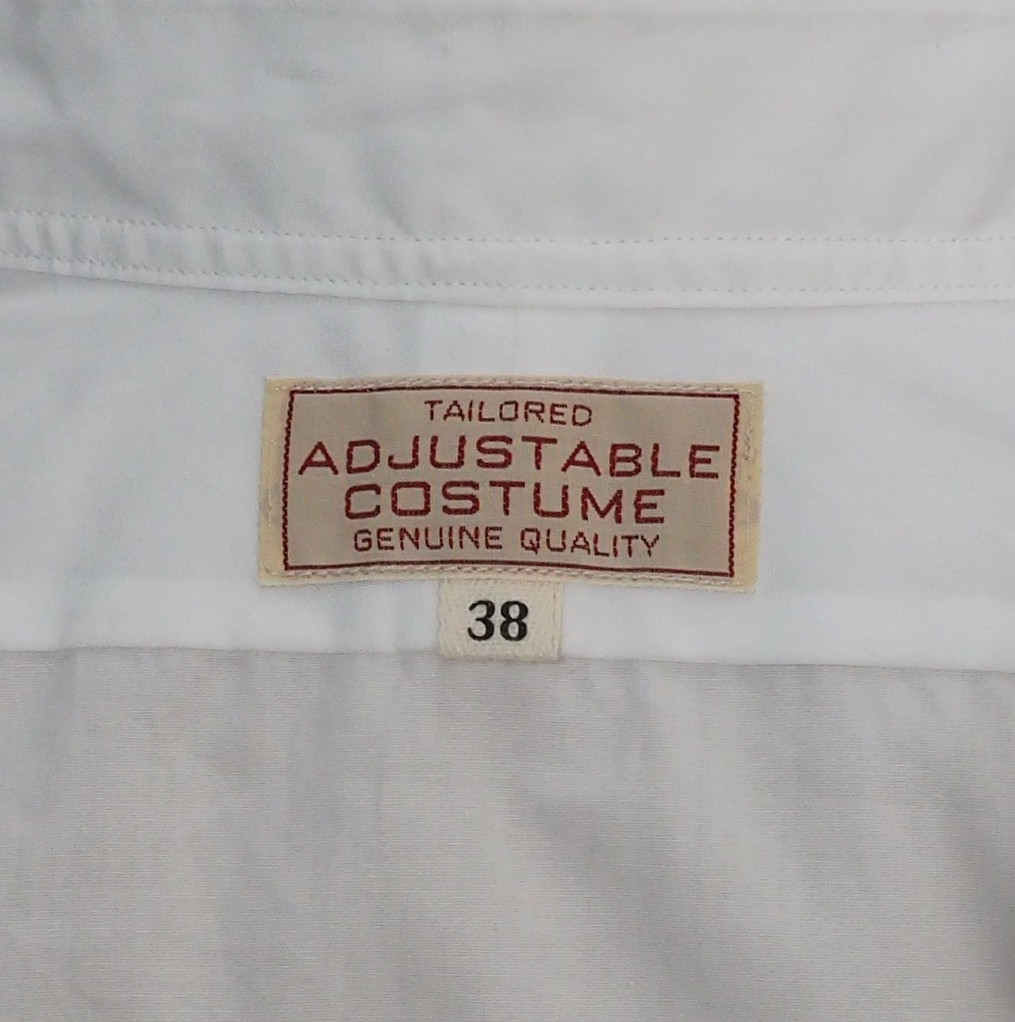 TAILORED
ADJUSTABLE
COSTUME
GENUINE QUALITY
38